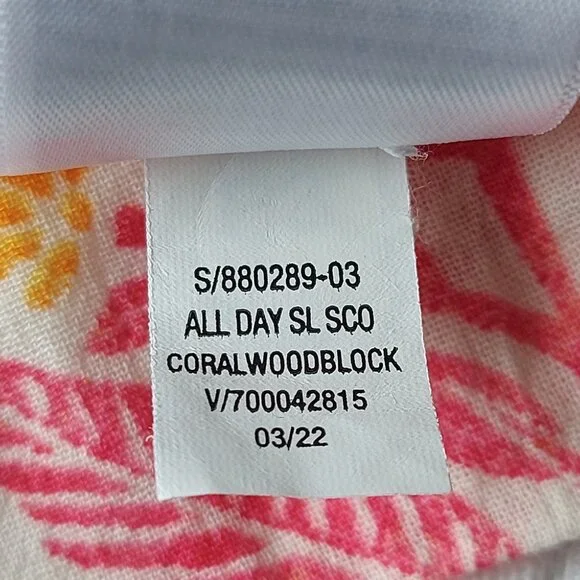 S/880289-03
ALL DAY SL SCO
CORALWOODBLOCK
V/700042815
03/22